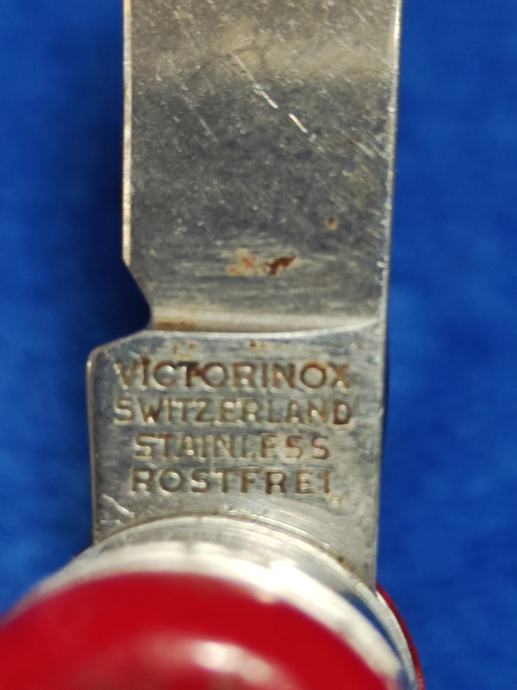 VICTORINOX
SWITZERLAND
STAINLESS
ROSTFREI